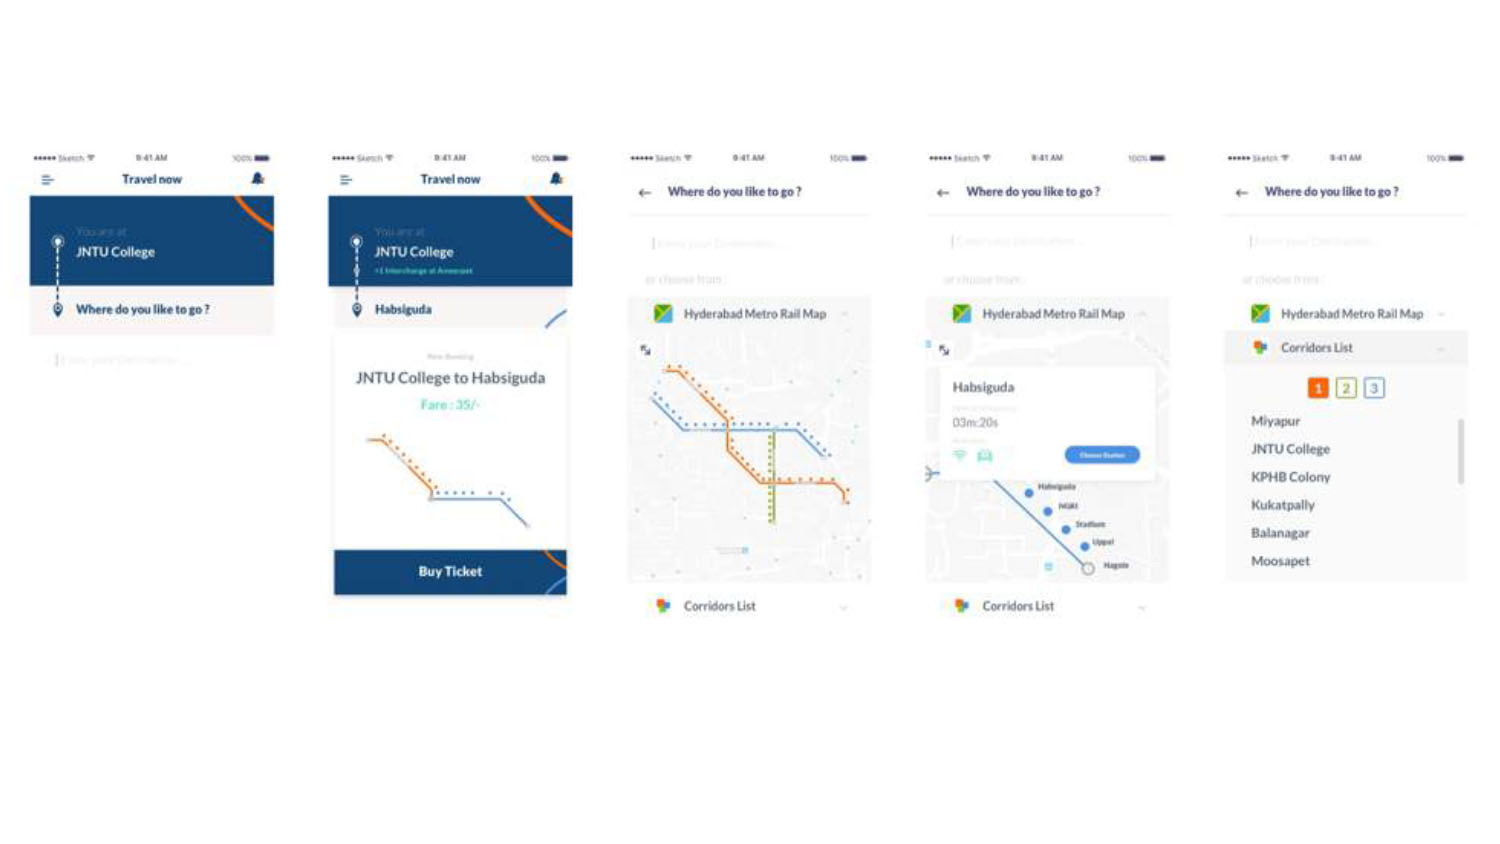 Sketch 9:41 AM 100%
Travel now
You are at
JNTU College
Where do you like to go ?
Enter your Destination ...
Sketch 9:41 AM 100%
Travel now
You are at
JNTU College
+1 Interchange at Ameerpet
Habsiguda
New Booking
JNTU College to Habsiguda
Fare : 35/-
Buy Ticket
Sketch 9:41 AM 100%
Where do you like to go ?
Enter your Destination ...
or choose from :
Hyderabad Metro Rail Map
Corridors List
Sketch 9:41 AM 100%
Where do you like to go ?
Enter your Destination ...
or choose from :
Hyderabad Metro Rail Map
Habsiguda
03m:20s
Choose Station
Habsiguda
NGRI
Stadium
Uppal
Nagole
Corridors List
Sketch 9:41 AM 100%
Where do you like to go ?
Enter your Destination ...
or choose from :
Hyderabad Metro Rail Map
Corridors List
1 2 3
Miyapur
JNTU College
KPHB Colony
Kukatpally
Balanagar
Moosapet